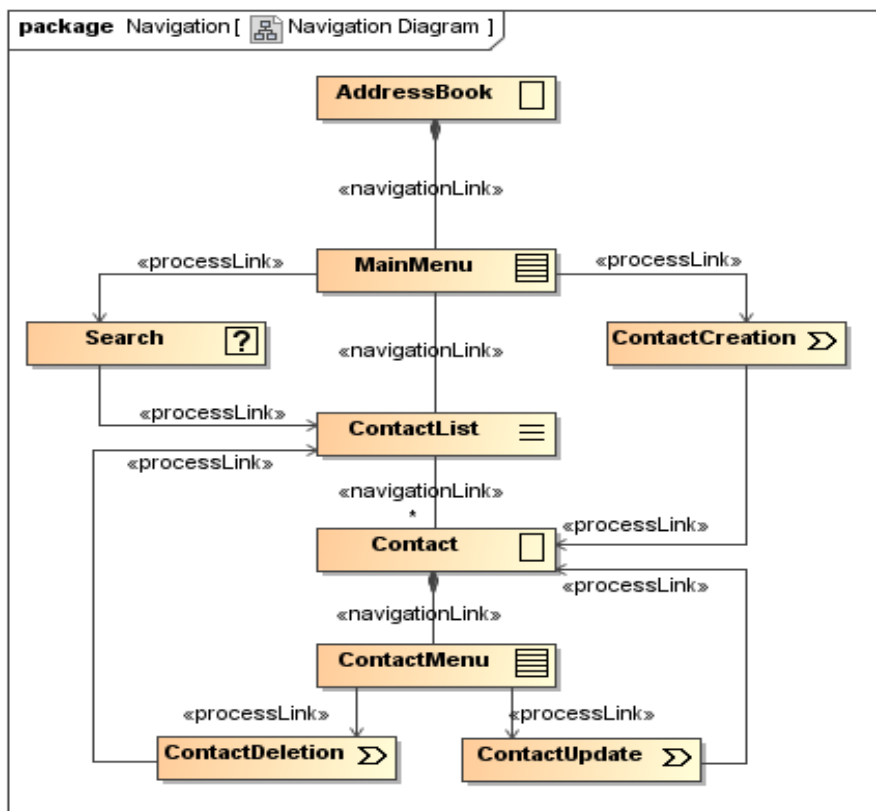 package Navigation [ Navigation Diagram ]
AddressBook
«navigationLink»
«processLink»
MainMenu
«processLink»
Search
?
«navigationLink»
ContactCreation
«processLink»
ContactList
«processLink»
«navigationLink»
*
«processLink»
Contact
«processLink»
«navigationLink»
ContactMenu
«processLink»
«processLink»
ContactDeletion
ContactUpdate